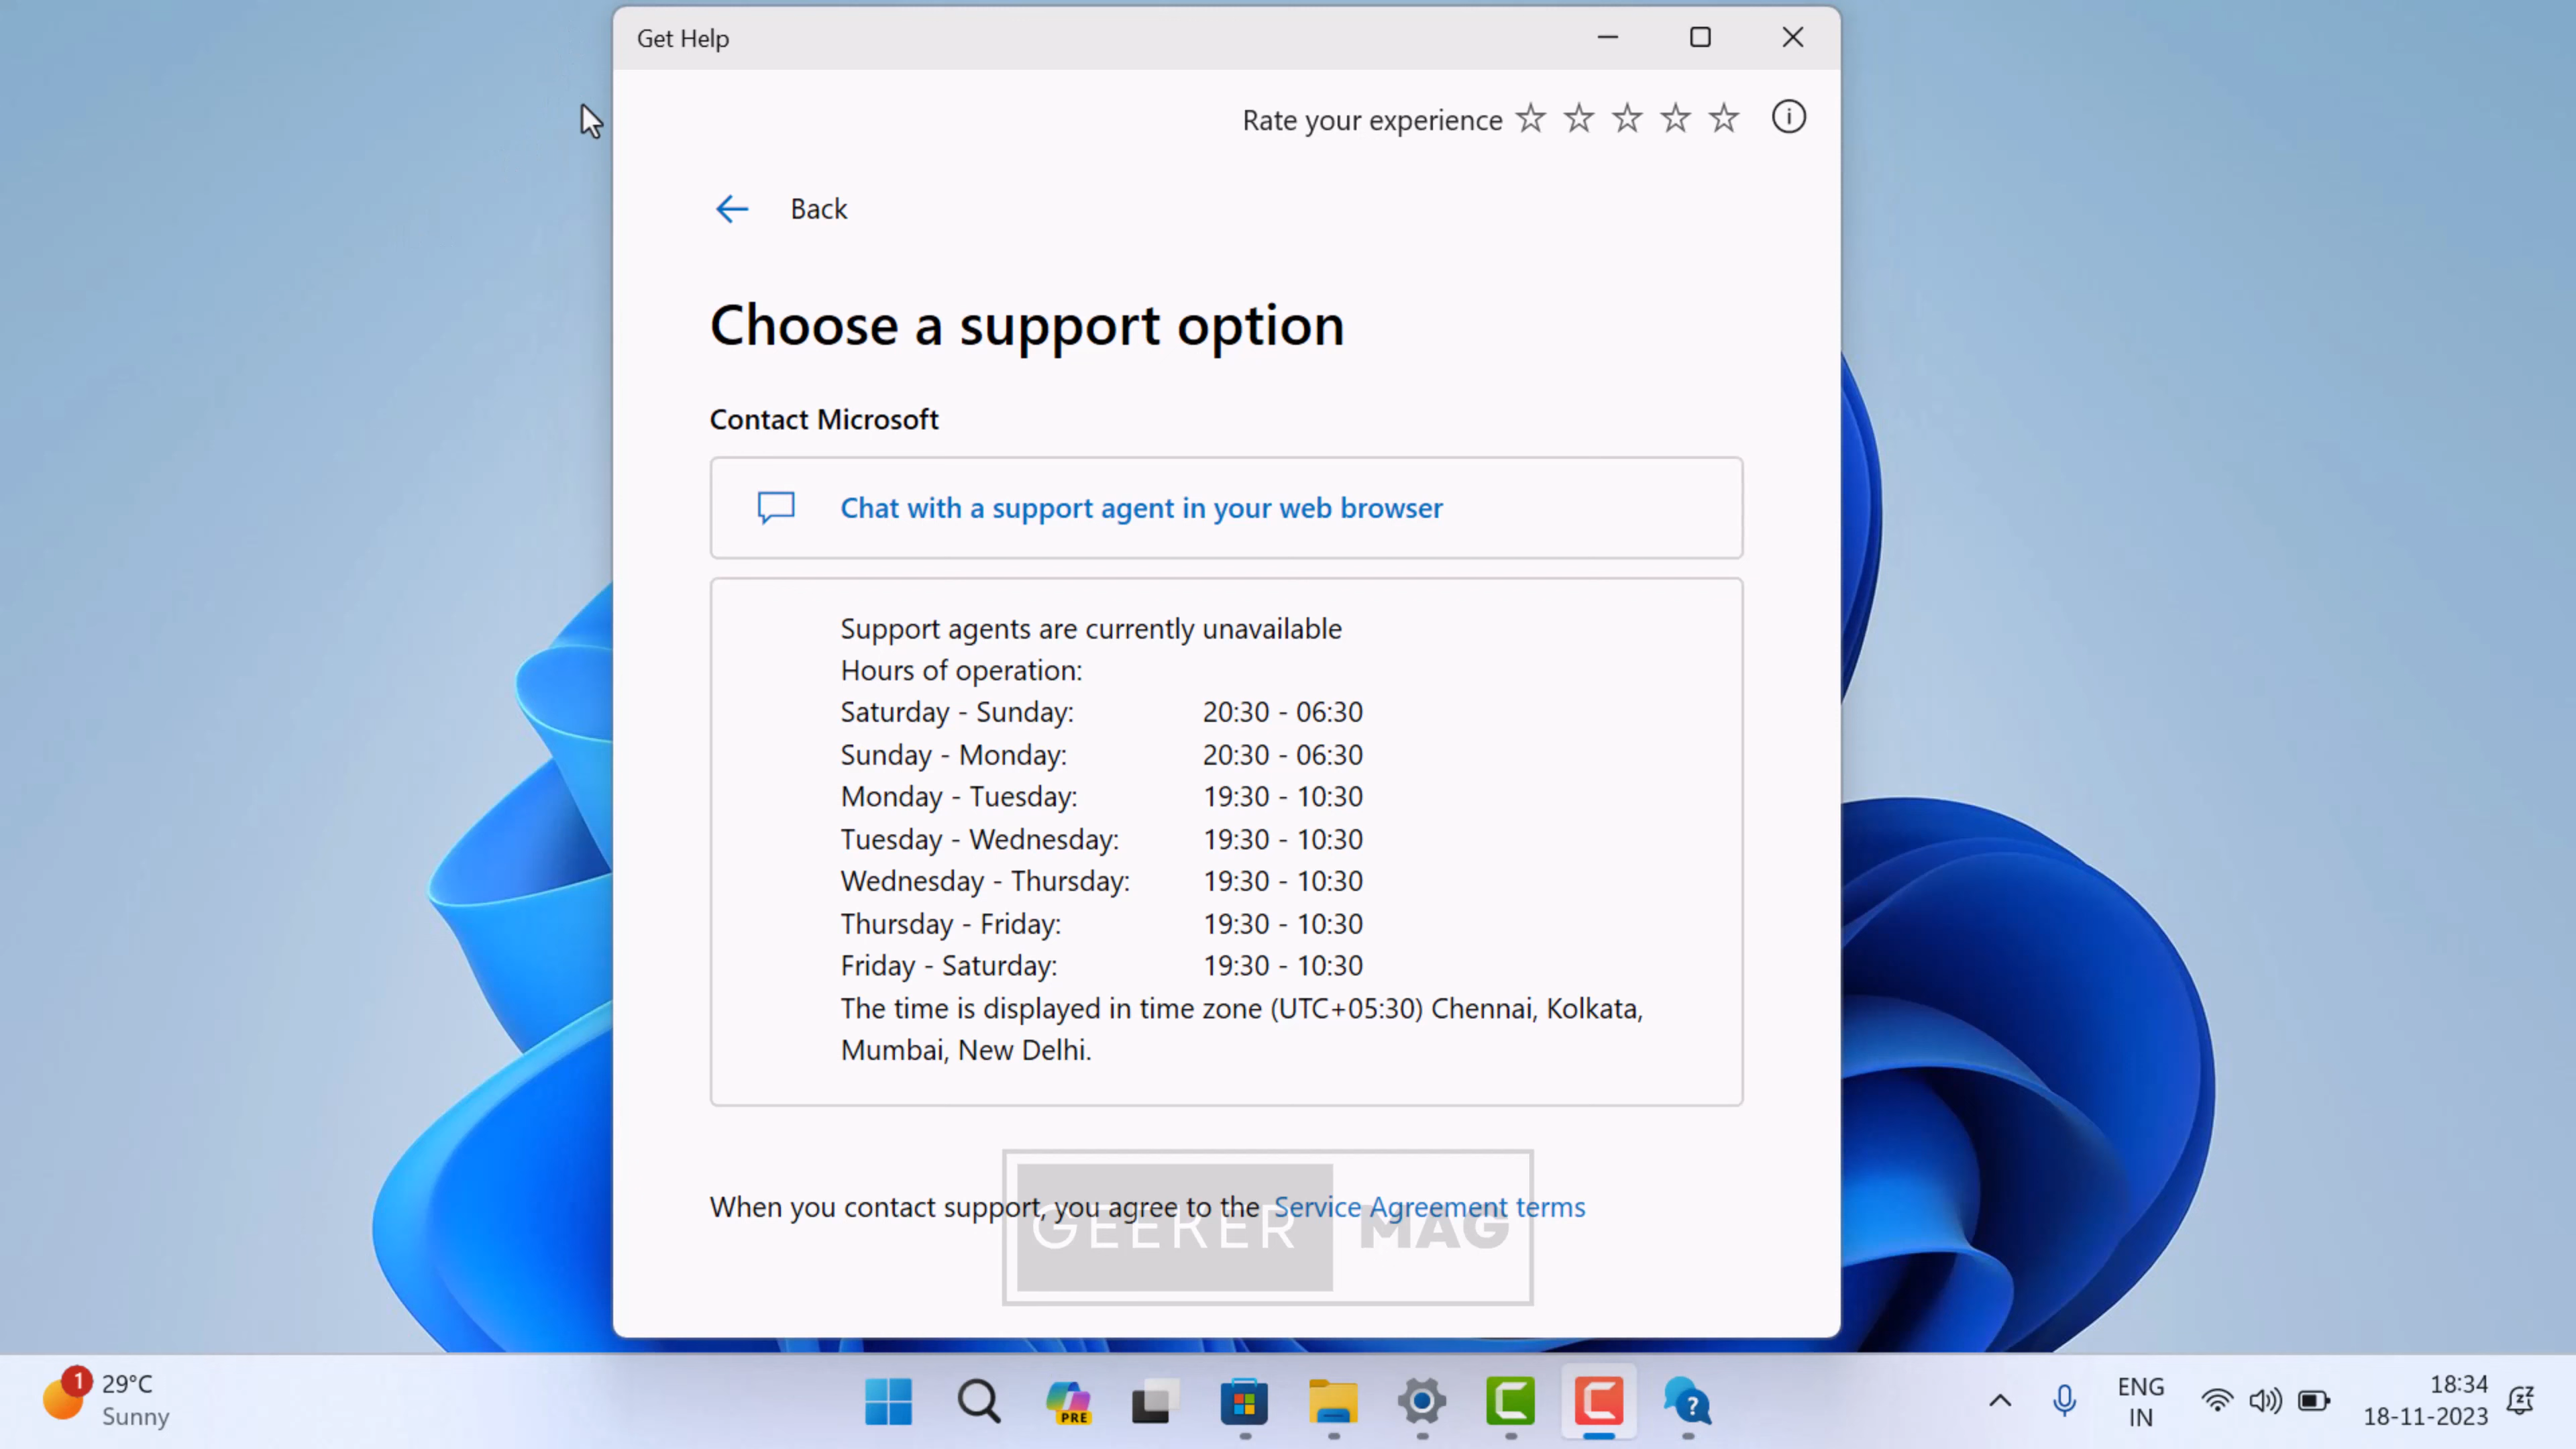 Get Help
Rate your experience
Back
Choose a support option
Contact Microsoft
Chat with a support agent in your web browser
Support agents are currently unavailable
Hours of operation:
Saturday - Sunday: 20:30 - 06:30
Sunday - Monday: 20:30 - 06:30
Monday - Tuesday: 19:30 - 10:30
Tuesday - Wednesday: 19:30 - 10:30
Wednesday - Thursday: 19:30 - 10:30
Thursday - Friday: 19:30 - 10:30
Friday - Saturday: 19:30 - 10:30
The time is displayed in time zone (UTC+05:30) Chennai, Kolkata,
Mumbai, New Delhi.
When you contact support, you agree to the Service Agreement terms
GEEKER MAG
1
29°C
Sunny
PRE
ENG
IN
18:34
18-11-2023